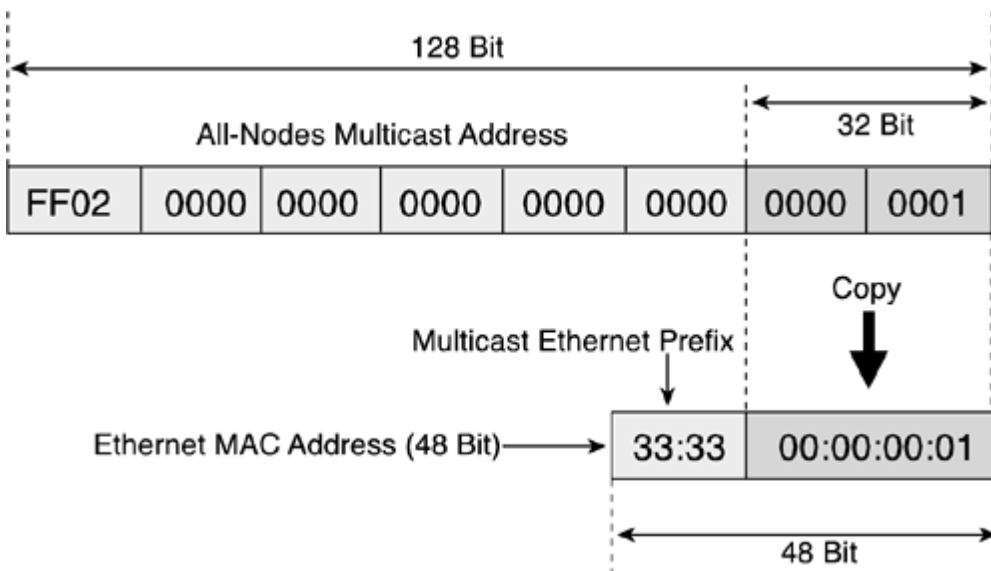 128 Bit
32 Bit
All-Nodes Multicast Address
FF02 0000 0000 0000 0000 0000 0000 0001
Copy
Multicast Ethernet Prefix
Ethernet MAC Address (48 Bit) 33:33 00:00:00:01
48 Bit